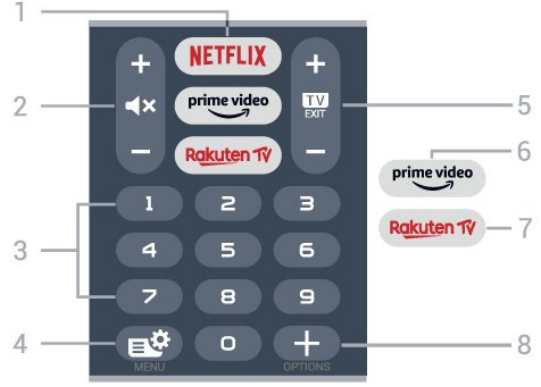 1
+ NETFLIX +
2 prime video TV 5
EXIT
6
prime video
− Rakuten TV −
Rakuten TV 7
1 2 3
3 4 5 6
7 8 9
4 0 + 8
MENU OPTIONS